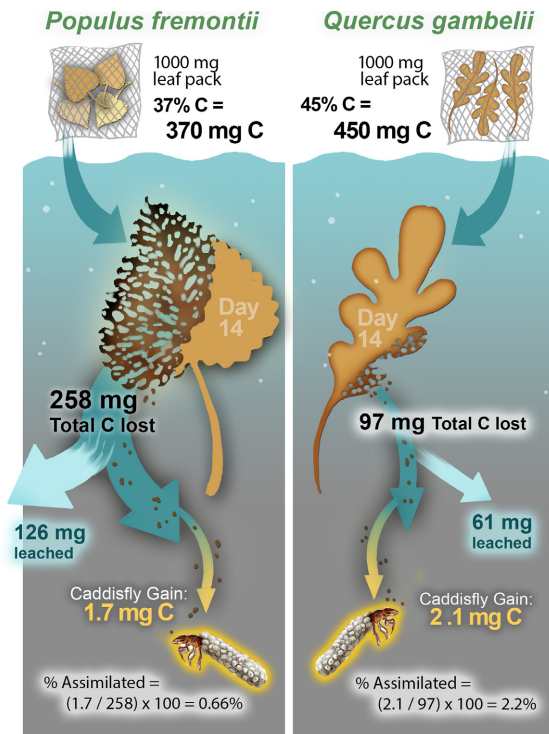 Populus fremontii
1000 mg
leaf pack
37% C =
370 mg C
Day
14
258 mg
Total C lost
126 mg
leached
Caddisfly Gain:
1.7 mg C
% Assimilated =
(1.7 / 258) x 100 = 0.66%
Quercus gambelii
1000 mg
leaf pack
45% C =
450 mg C
Day
14
97 mg Total C lost
61 mg
leached
Caddisfly Gain:
2.1 mg C
% Assimilated =
(2.1 / 97) x 100 = 2.2%